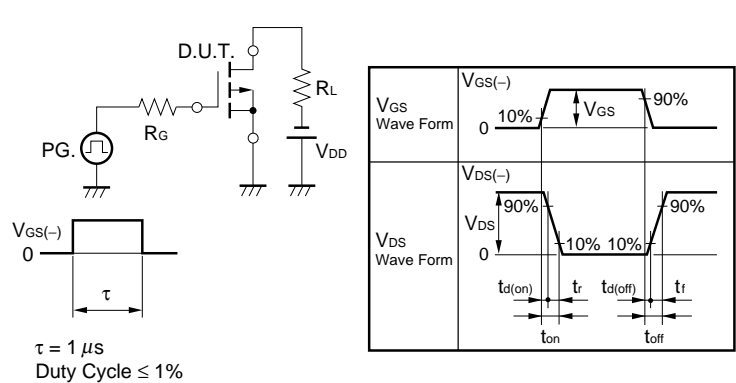 D.U.T.
RL
RG
PG.
VDD
VGS(−)
0
τ
τ = 1 μs
Duty Cycle ≤ 1%
VGS
Wave Form
VGS(−)
10%
VGS
90%
0
VDS
Wave Form
VDS(−)
90%
VDS
10% 10%
90%
0
td(on) tr td(off) tf
ton toff